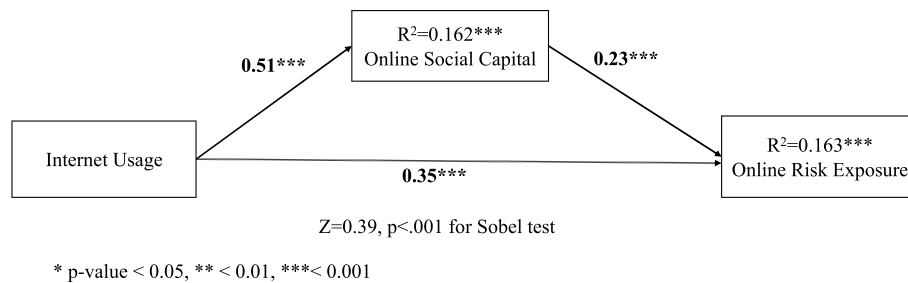 R²=0.162***
Online Social Capital
0.51***
0.23***
Internet Usage
R²=0.163***
Online Risk Exposure
0.35***
Z=0.39, p<.001 for Sobel test
* p-value < 0.05, ** < 0.01, ***< 0.001